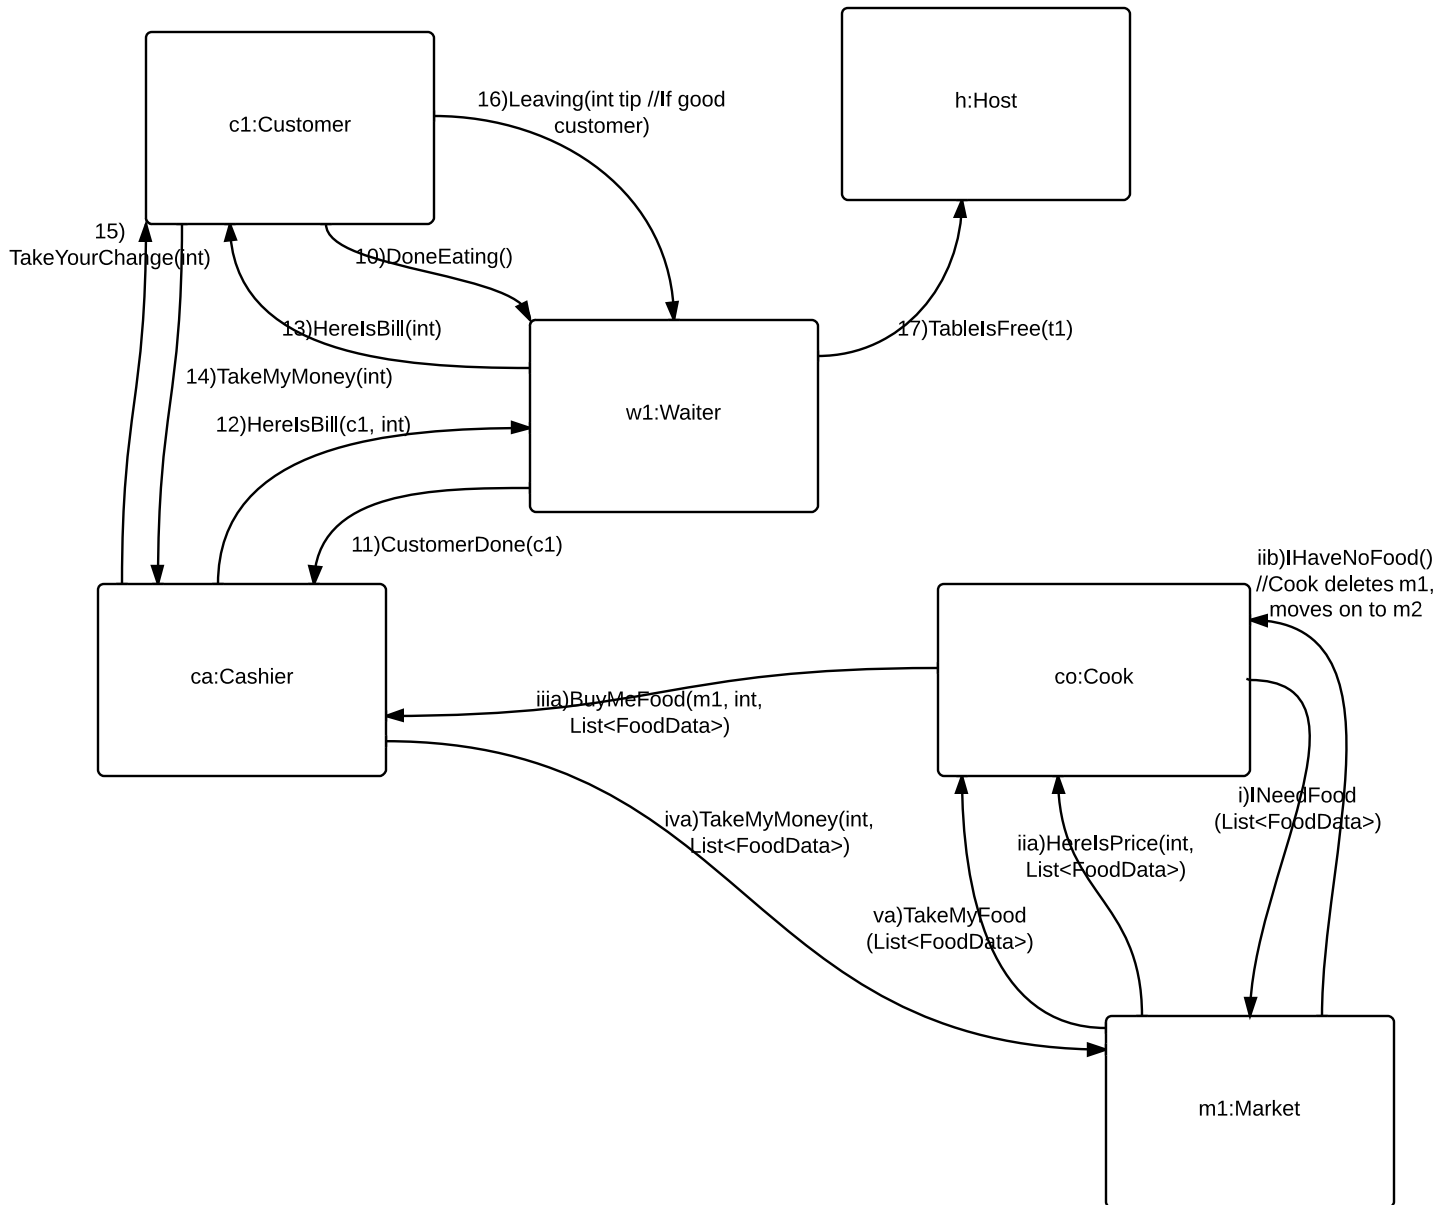 h:Host
16)Leaving(int tip //If good
customer)
c1:Customer
15)
TakeYourChange(int)
10)DoneEating()
13)HereIsBill(int)
17)TableIsFree(t1)
14)TakeMyMoney(int)
w1:Waiter
12)HereIsBill(c1, int)
11)CustomerDone(c1)
iib)IHaveNoFood()
//Cook deletes m1,
moves on to m2
ca:Cashier
co:Cook
iiia)BuyMeFood(m1, int,
List<FoodData>)
i)INeedFood
(List<FoodData>)
iva)TakeMyMoney(int,
List<FoodData>)
iia)HereIsPrice(int,
List<FoodData>)
va)TakeMyFood
(List<FoodData>)
m1:Market